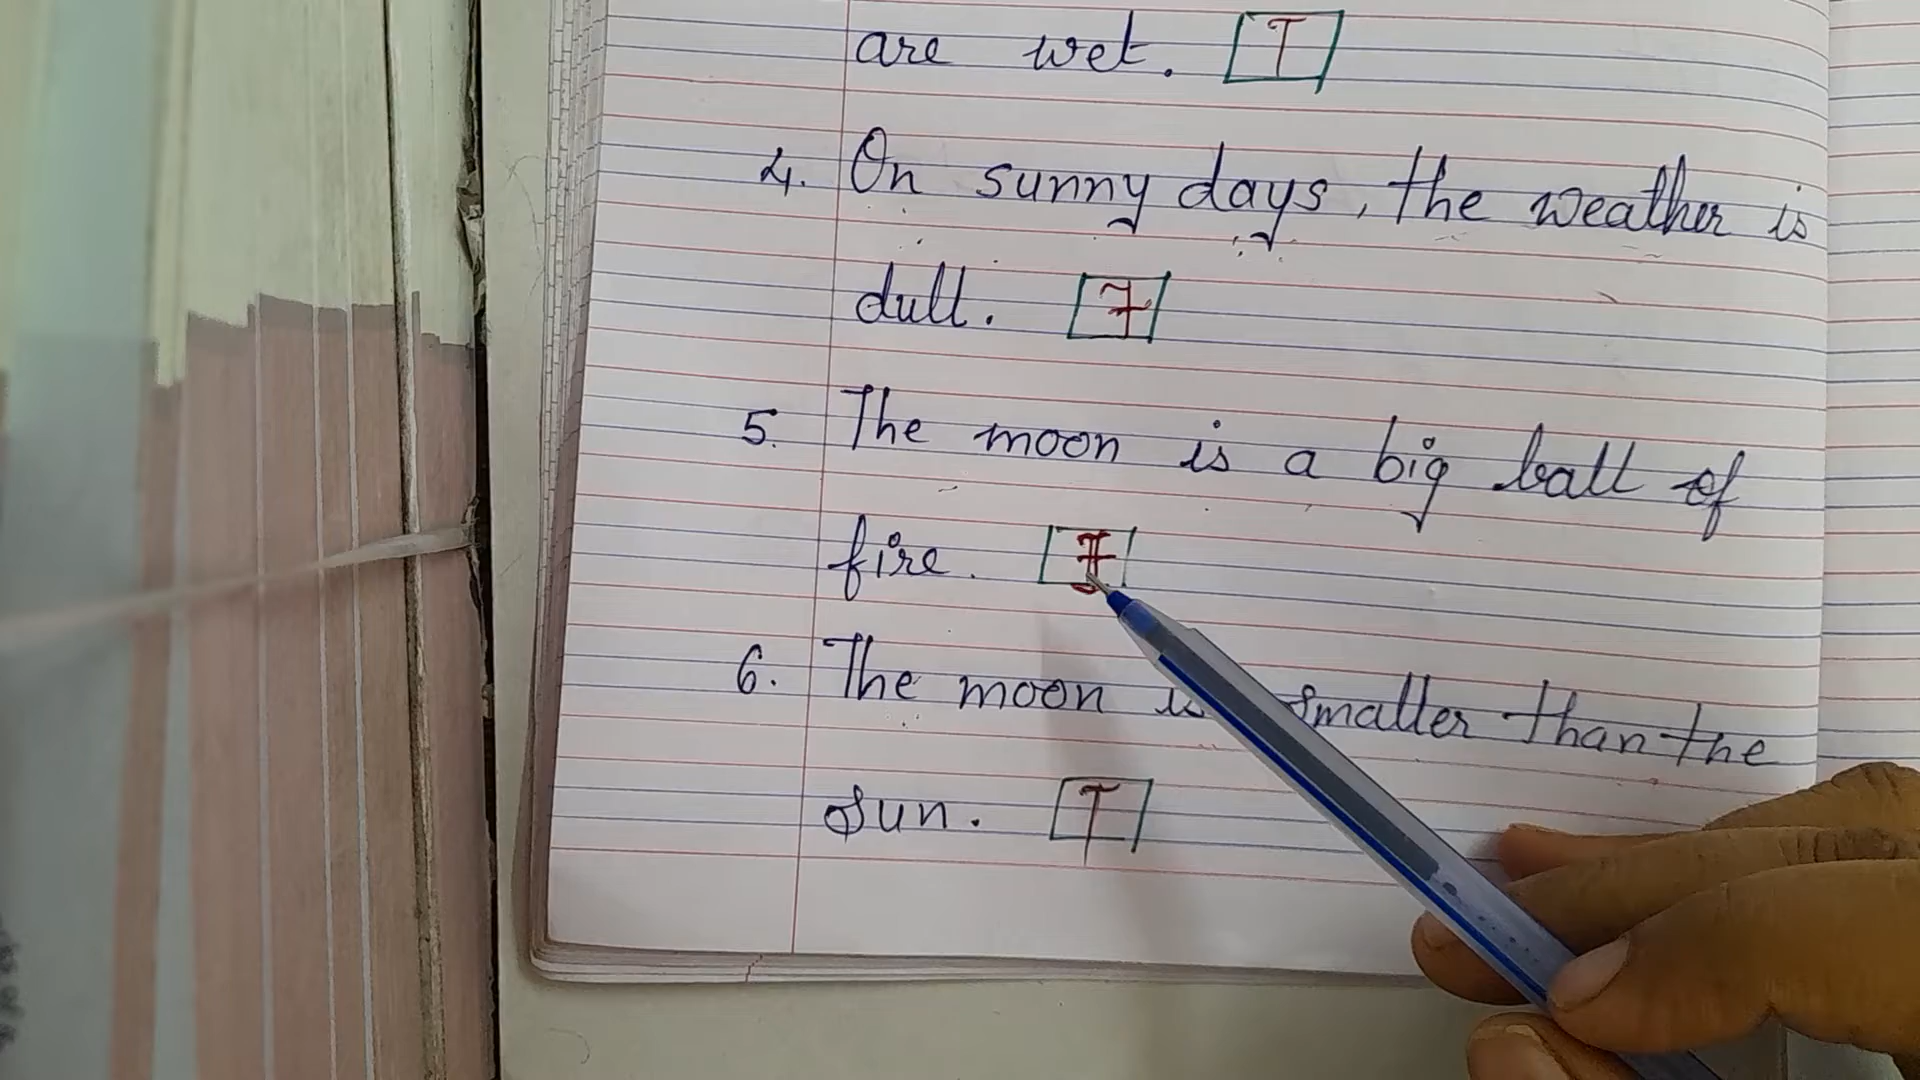 are wet. T
4. On sunny days, the weather is
dull. F
5. The moon is a big ball of
fire. F
6. The moon is smaller than the
sun. T